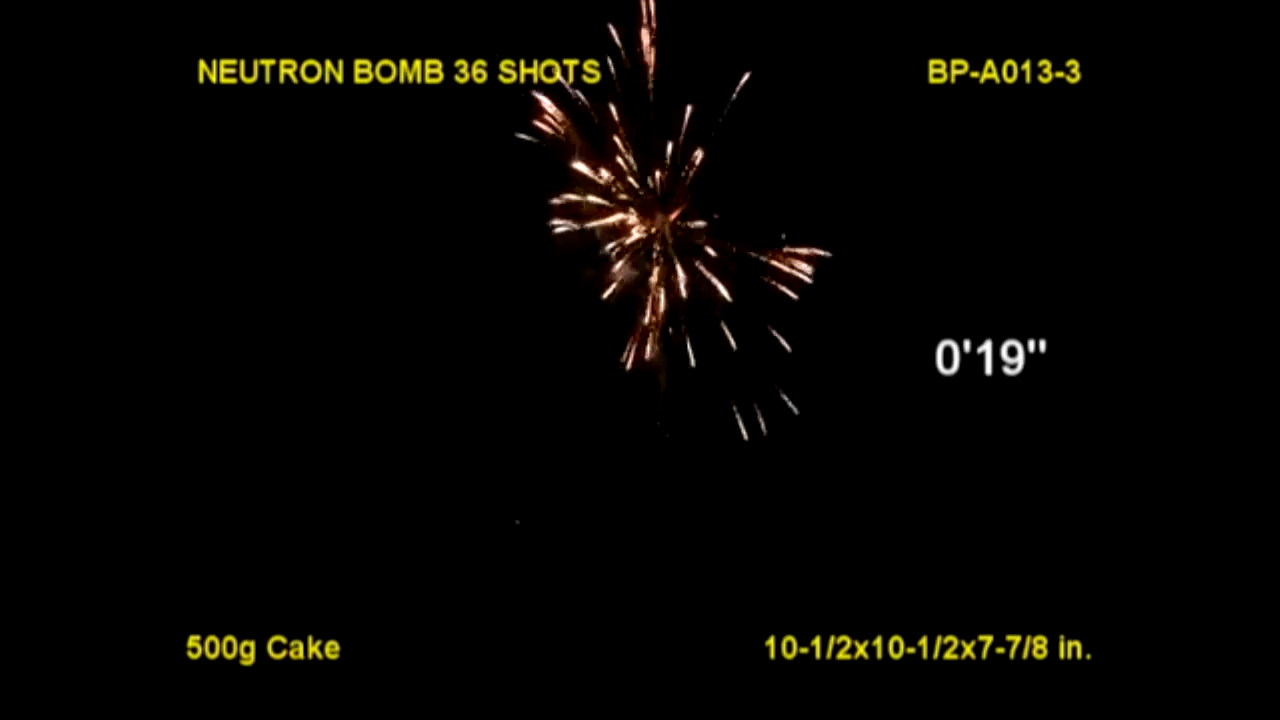 NEUTRON BOMB 36 SHOTS
BP-A013-3
0'19"
500g Cake
10-1/2x10-1/2x7-7/8 in.